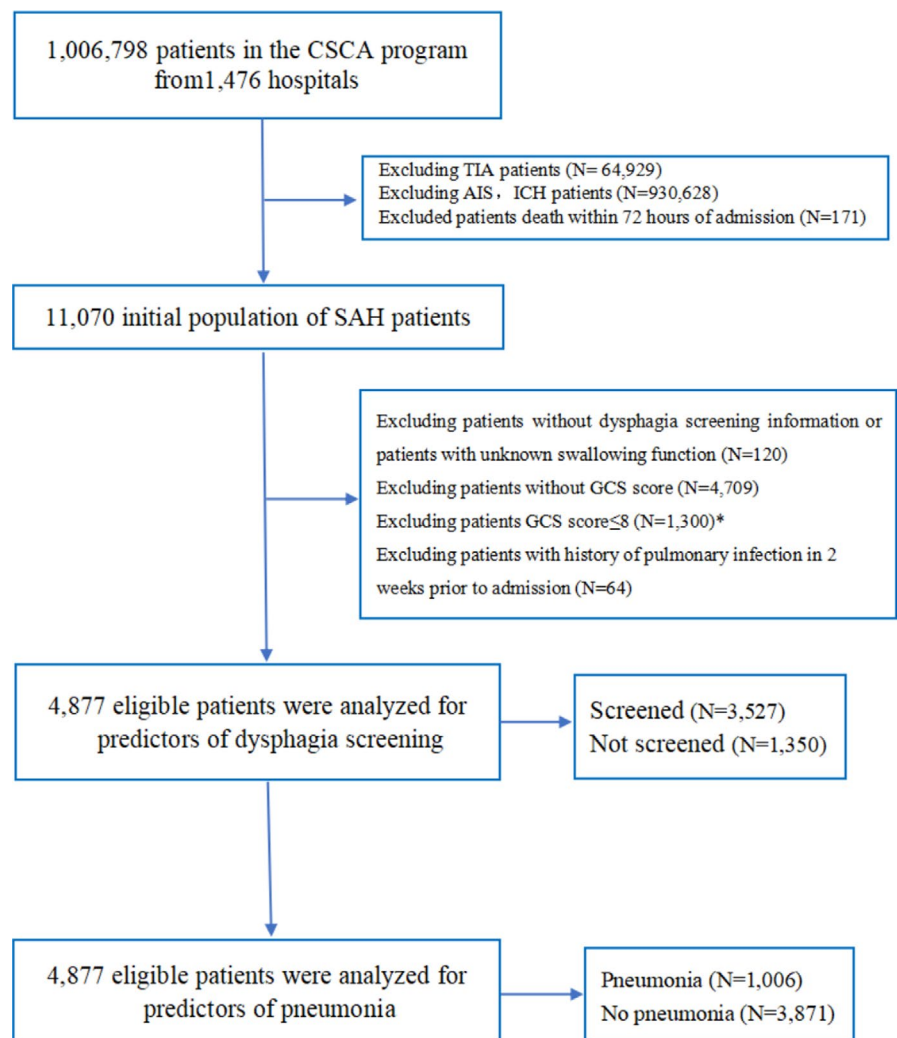 1,006,798 patients in the CSCA program
from1,476 hospitals
Excluding TIA patients (N= 64,929)
Excluding AIS，ICH patients (N=930,628)
Excluded patients death within 72 hours of admission (N=171)
11,070 initial population of SAH patients
Excluding patients without dysphagia screening information or
patients with unknown swallowing function (N=120)
Excluding patients without GCS score (N=4,709)
Excluding patients GCS score≤8 (N=1,300)*
Excluding patients with history of pulmonary infection in 2
weeks prior to admission (N=64)
4,877 eligible patients were analyzed for
predictors of dysphagia screening
Screened (N=3,527)
Not screened (N=1,350)
4,877 eligible patients were analyzed for
predictors of pneumonia
Pneumonia (N=1,006)
No pneumonia (N=3,871)